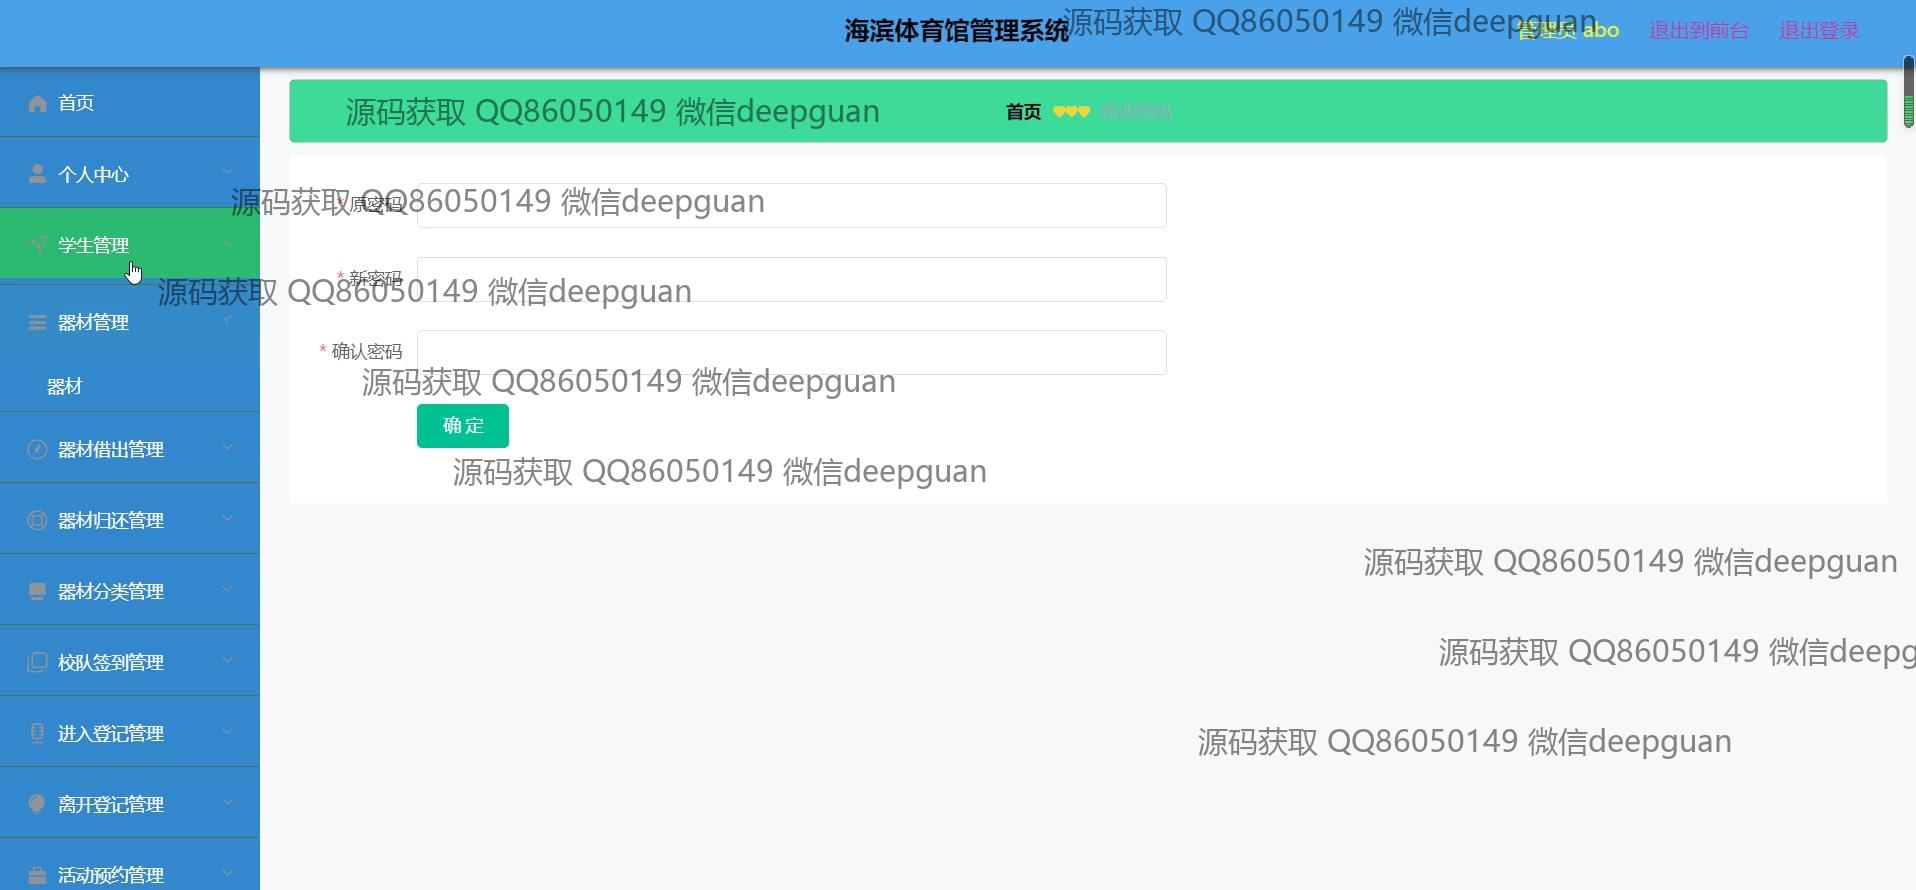 海滨体育馆管理系统
源码获取 QQ86050149 微信deepguan
管理员 abo
退出到前台
退出登录
首页
源码获取 QQ86050149 微信deepguan
首页
修改密码
个人中心
源码获取 QQ86050149 微信deepguan
* 原密码
学生管理
* 新密码
源码获取 QQ86050149 微信deepguan
器材管理
* 确认密码
器材
源码获取 QQ86050149 微信deepguan
确定
器材借出管理
源码获取 QQ86050149 微信deepguan
器材归还管理
源码获取 QQ86050149 微信deepguan
器材分类管理
校队签到管理
源码获取 QQ86050149 微信deepg
进入登记管理
源码获取 QQ86050149 微信deepguan
离开登记管理
活动预约管理